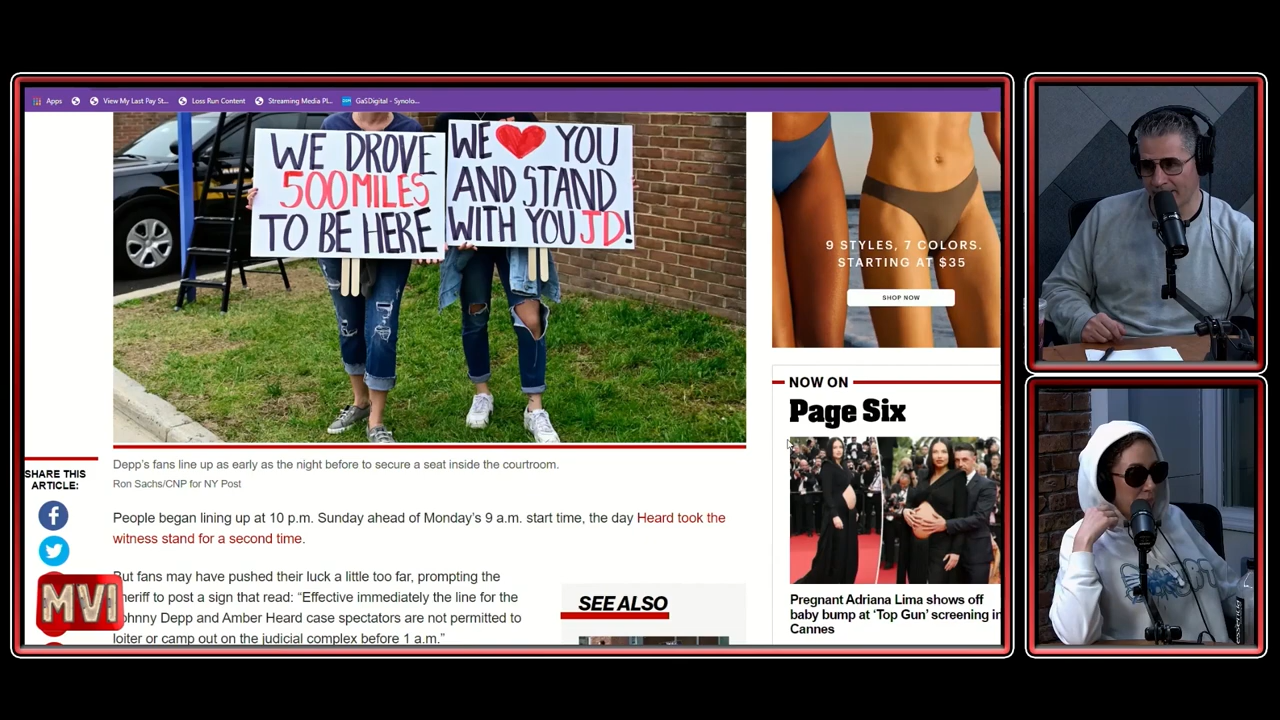 Apps
View My Last Pay St...
Loss Run Content
Streaming Media Pl...
GaSDigital - Synolo...
WE DROVE
500 MILES
TO BE HERE
WE YOU
AND STAND
WITH YOU JD!
9 STYLES, 7 COLORS.
STARTING AT $35
SHOP NOW
NOW ON
Page Six
Pregnant Adriana Lima shows off
baby bump at ‘Top Gun’ screening in
Cannes
Depp’s fans line up as early as the night before to secure a seat inside the courtroom.
Ron Sachs/CNP for NY Post
SHARE THIS
ARTICLE:
People began lining up at 10 p.m. Sunday ahead of Monday’s 9 a.m. start time, the day Heard took the
witness stand for a second time.
But fans may have pushed their luck a little too far, prompting the
sheriff to post a sign that read: “Effective immediately the line for the
Johnny Depp and Amber Heard case spectators are not permitted to
loiter or camp out on the judicial complex before 1 a.m.”
SEE ALSO
MVI